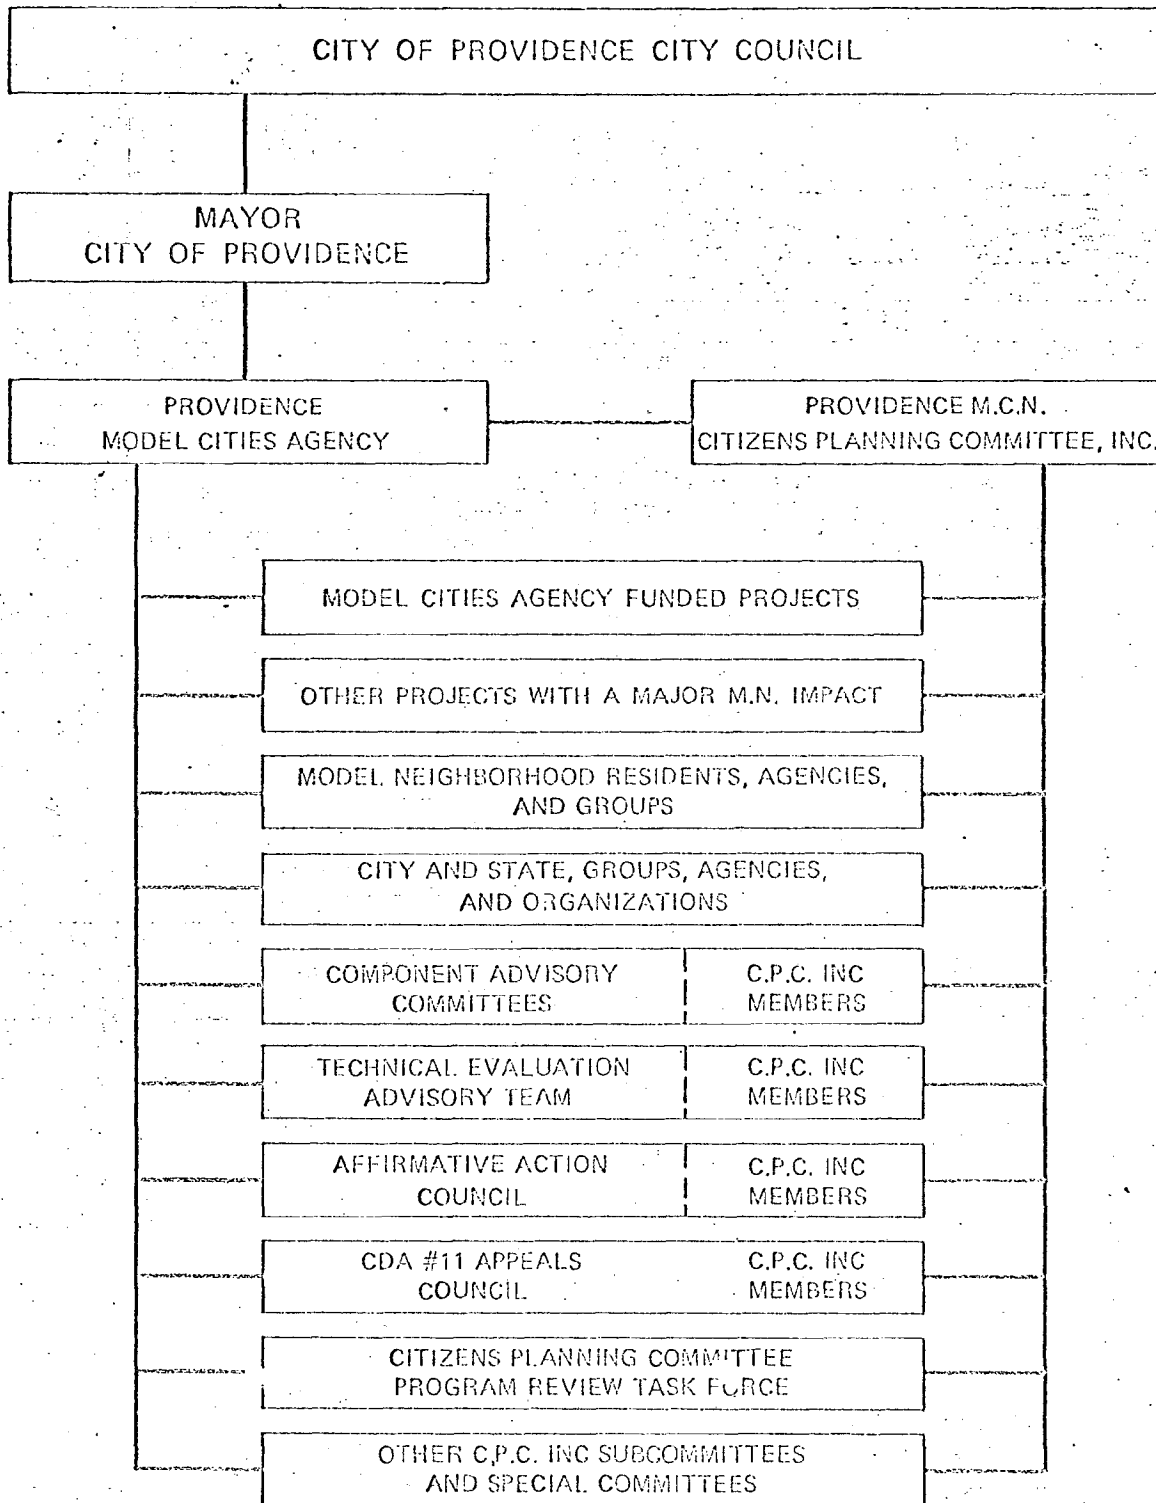 CITY OF PROVIDENCE CITY COUNCIL
MAYOR
CITY OF PROVIDENCE
PROVIDENCE
MODEL CITIES AGENCY
PROVIDENCE M.C.N.
CITIZENS PLANNING COMMITTEE, INC.
MODEL CITIES AGENCY FUNDED PROJECTS
OTHER PROJECTS WITH A MAJOR M.N. IMPACT
MODEL NEIGHBORHOOD RESIDENTS, AGENCIES,
AND GROUPS
CITY AND STATE, GROUPS, AGENCIES,
AND ORGANIZATIONS
COMPONENT ADVISORY
COMMITTEES
C.P.C. INC
MEMBERS
TECHNICAL EVALUATION
ADVISORY TEAM
C.P.C. INC
MEMBERS
AFFIRMATIVE ACTION
COUNCIL
C.P.C. INC
MEMBERS
CDA #11 APPEALS
COUNCIL
C.P.C. INC
MEMBERS
CITIZENS PLANNING COMMITTEE
PROGRAM REVIEW TASK FORCE
OTHER C.P.C. INC SUBCOMMITTEES
AND SPECIAL COMMITTEES